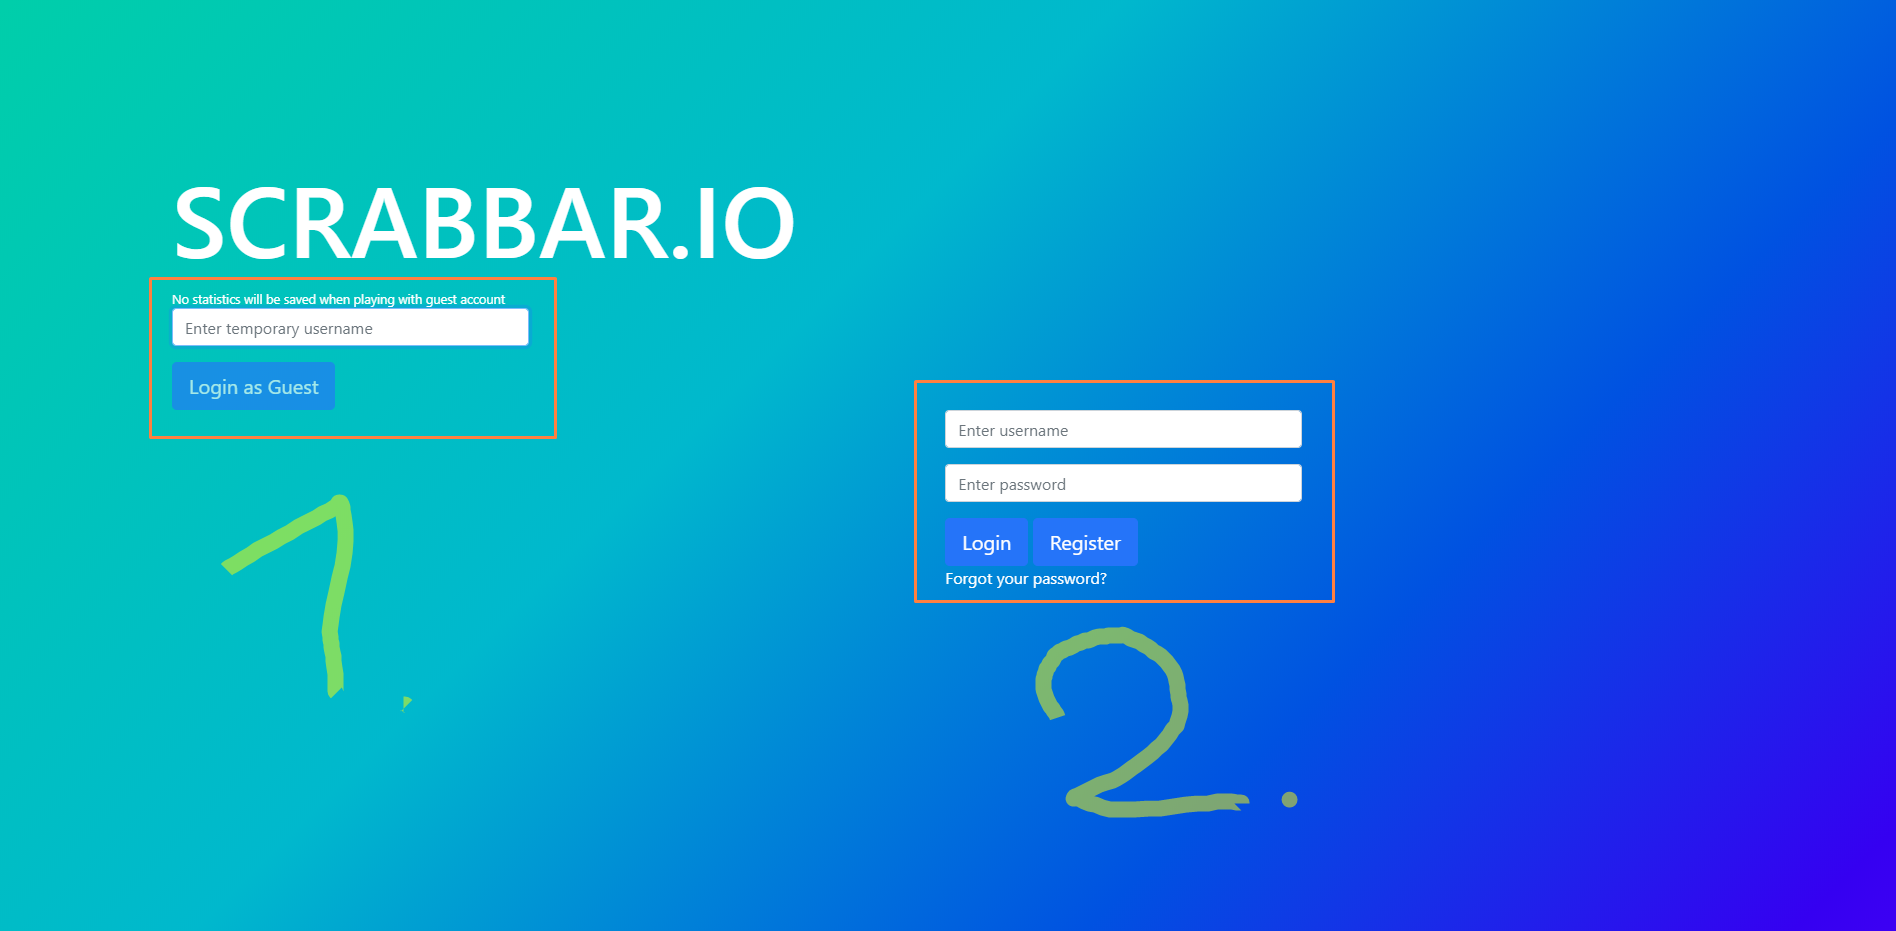 SCRABBAR.IO
No statistics will be saved when playing with guest account
Enter temporary username
Login as Guest
1.
Enter username
Enter password
Login Register
Forgot your password?
2.